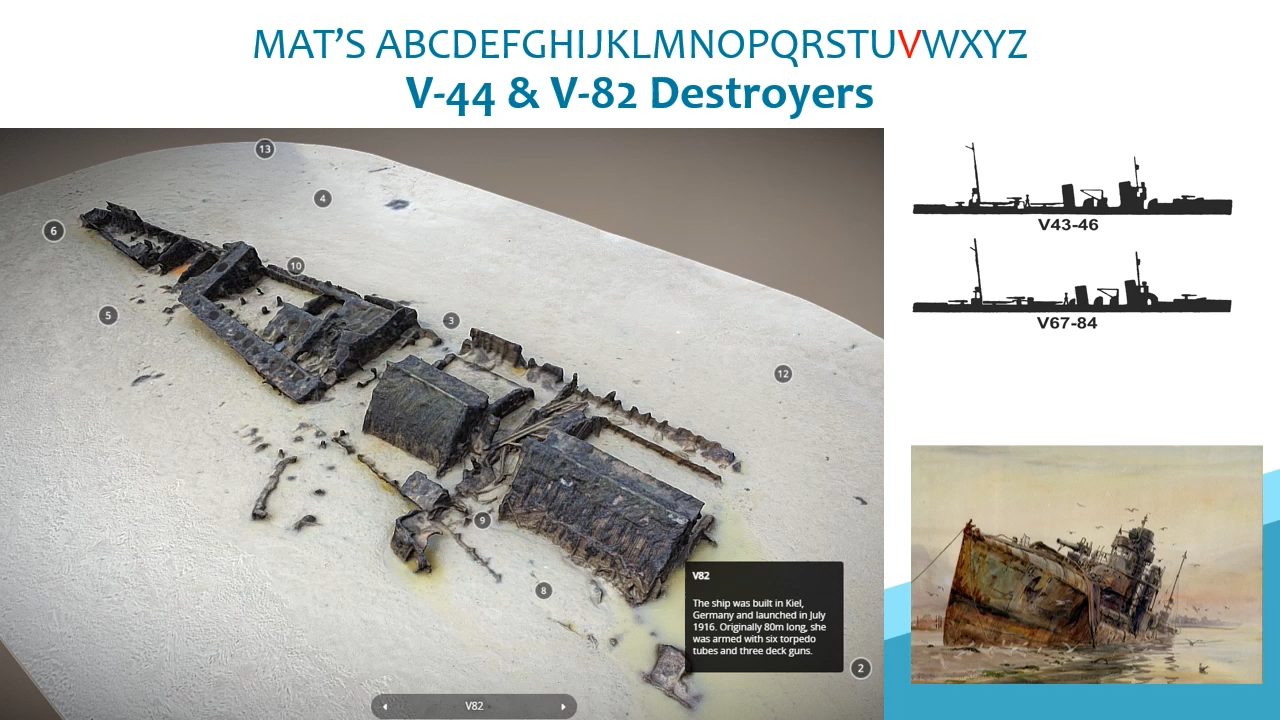 MAT’S ABCDEFGHIJKLMNOPQRSTUVWXYZ
V-44 & V-82 Destroyers
13
4
6
10
5
3
12
9
8
2
V82
The ship was built in Kiel,
Germany and launched in July
1916. Originally 80m long, she
was armed with six torpedo
tubes and three deck guns.
V82
V43-46
V67-84